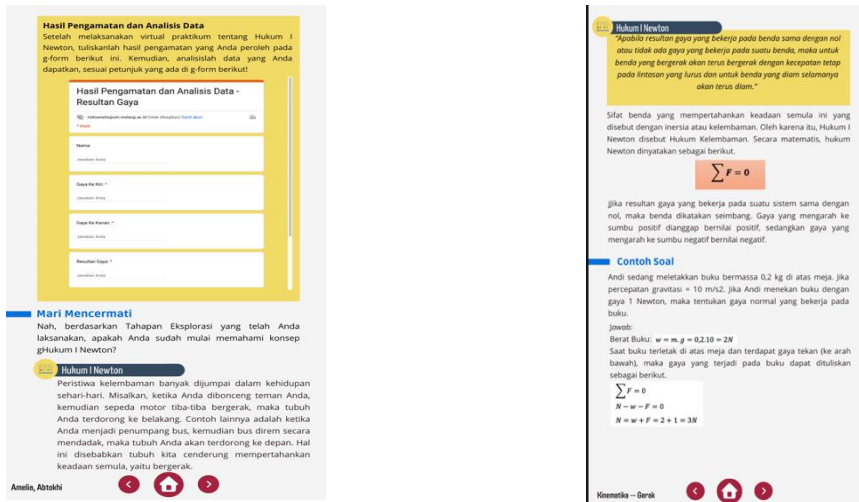 Hasil Pengamatan dan Analisis Data
Setelah melaksanakan virtual praktikum tentang Hukum I
Newton, tuliskanlah hasil pengamatan yang Anda peroleh pada
g-form berikut ini. Kemudian, analisislah data yang Anda
dapatkan, sesuai petunjuk yang ada di g-form berikut!
Hasil Pengamatan dan Analisis Data -
Resultan Gaya
Nama
Jawaban Anda
Gaya Ke Kiri: *
Jawaban Anda
Gaya Ke Kanan: *
Jawaban Anda
Resultan Gaya: *
Jawaban Anda
Mari Mencermati
Nah, berdasarkan Tahapan Eksplorasi yang telah Anda
laksanakan, apakah Anda sudah mulai memahami konsep
gHukum I Newton?
Hukum I Newton
Peristiwa kelembaman banyak dijumpai dalam kehidupan
sehari-hari. Misalkan, ketika Anda dibonceng teman Anda,
kemudian sepeda motor tiba-tiba bergerak, maka tubuh
Anda terdorong ke belakang. Contoh lainnya adalah ketika
Anda menjadi penumpang bus, kemudian bus direm secara
mendadak, maka tubuh Anda akan terdorong ke depan. Hal
ini disebabkan tubuh kita cenderung mempertahankan
keadaan semula, yaitu bergerak.
Amelia, Abtokhi
Hukum I Newton
"Apabila resultan gaya yang bekerja pada benda sama dengan nol
atau tidak ada gaya yang bekerja pada suatu benda, maka untuk
benda yang bergerak akan terus bergerak dengan kecepatan tetap
pada lintasan yang lurus dan untuk benda yang diam selamanya
akan terus diam."
Sifat benda yang mempertahankan keadaan semula ini yang
disebut dengan inersia atau kelembaman. Oleh karena itu, Hukum I
Newton disebut Hukum Kelembaman. Secara matematis, hukum
Newton dinyatakan sebagai berikut.
∑ F = 0
jJika resultan gaya yang bekerja pada suatu sistem sama dengan
nol, maka benda dikatakan seimbang. Gaya yang mengarah ke
sumbu positif dianggap bernilai positif, sedangkan gaya yang
mengarah ke sumbu negatif bernilai negatif.
Contoh Soal
Andi sedang meletakkan buku bermassa 0,2 kg di atas meja. Jika
percepatan gravitasi = 10 m/s2. Jika Andi menekan buku dengan
gaya 1 Newton, maka tentukan gaya normal yang bekerja pada
buku.
Jawab:
Berat Buku: w = m.g = 0,2.10 = 2N
Saat buku terletak di atas meja dan terdapat gaya tekan (ke arah
bawah), maka gaya yang terjadi pada buku dapat dituliskan
sebagai berikut.
∑ F = 0
N − w − F = 0
N = w + F = 2 + 1 = 3N
Kinematika – Gerak